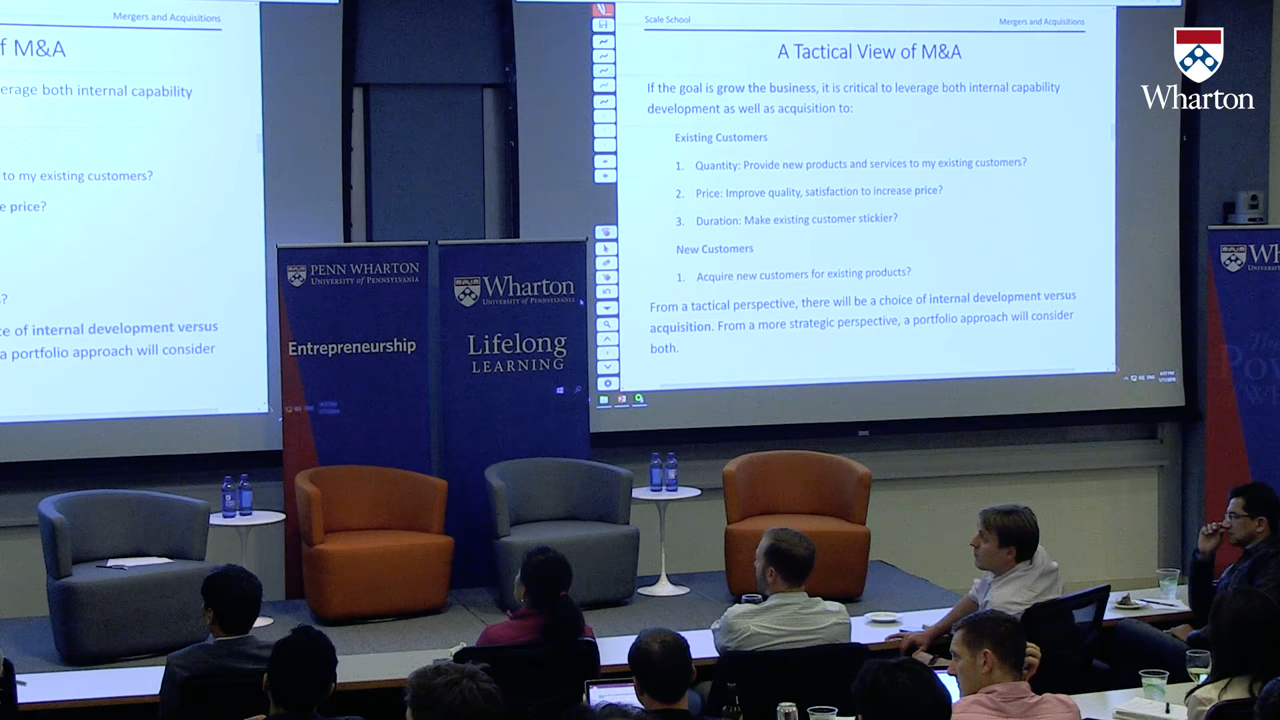 Mergers and Acquisitions
f M&A
erage both internal capability
to my existing customers?
e price?
s?
ce of internal development versus
a portfolio approach will consider
Scale School
Mergers and Acquisitions
A Tactical View of M&A
If the goal is grow the business, it is critical to leverage both internal capability
development as well as acquisition to:
Existing Customers
1. Quantity: Provide new products and services to my existing customers?
2. Price: Improve quality, satisfaction to increase price?
3. Duration: Make existing customer stickier?
New Customers
1. Acquire new customers for existing products?
From a tactical perspective, there will be a choice of internal development versus
acquisition. From a more strategic perspective, a portfolio approach will consider
both.
Wharton
PENN WHARTON
UNIVERSITY OF PENNSYLVANIA
Entrepreneurship
Wharton
UNIVERSITY OF PENNSYLVANIA
Lifelong
LEARNING
Wh